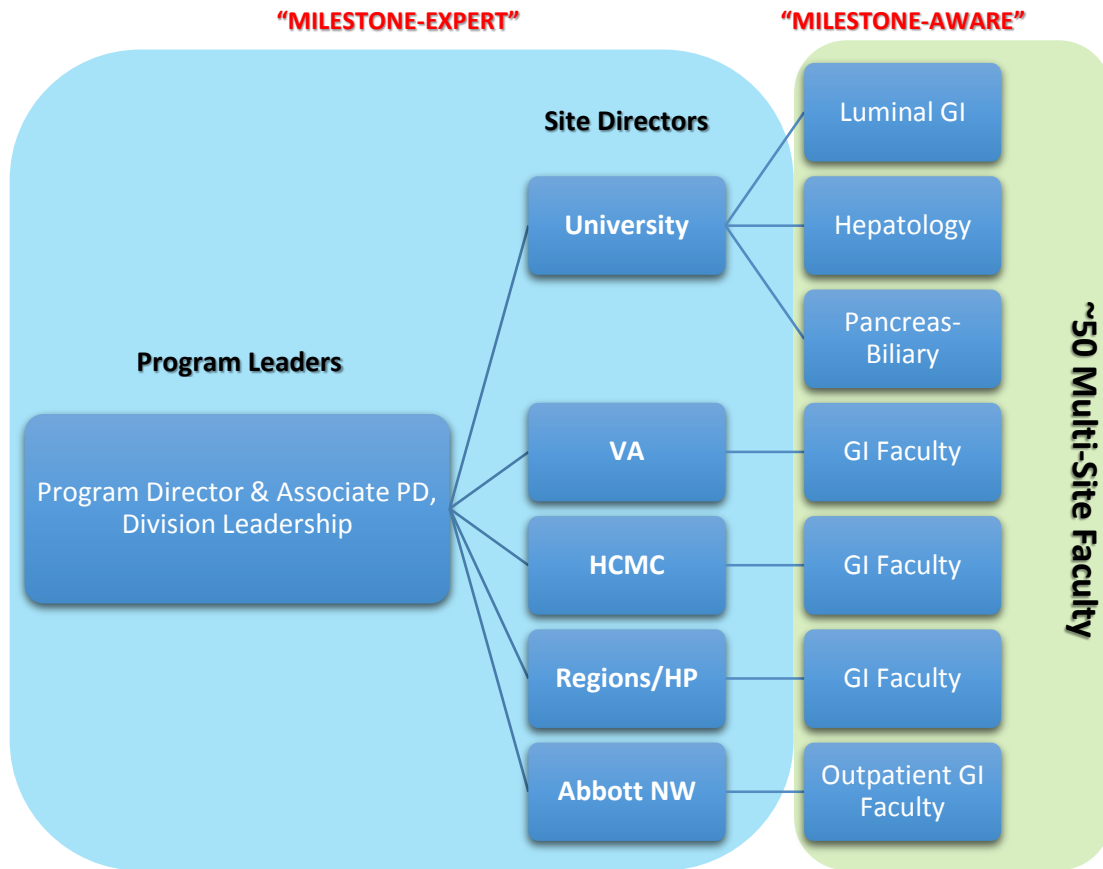 “MILESTONE-EXPERT”
“MILESTONE-AWARE”
Site Directors
Program Leaders
Program Director & Associate PD,
Division Leadership
University
VA
HCMC
Regions/HP
Abbott NW
Luminal GI
Hepatology
Pancreas-
Biliary
GI Faculty
GI Faculty
GI Faculty
Outpatient GI
Faculty
~50 Multi-Site Faculty